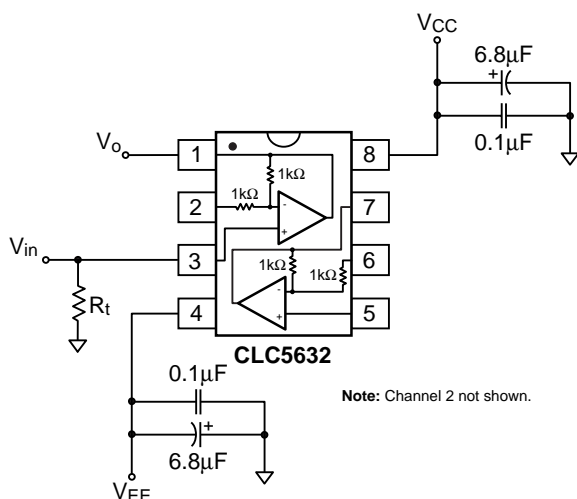 VCC
6.8µF
+
0.1µF
Vo
1
8
1kΩ
2
7
1kΩ
-
+
Vin
3
6
1kΩ
1kΩ
Rt
4
5
-
+
CLC5632
0.1µF
Note: Channel 2 not shown.
+
6.8µF
VEE